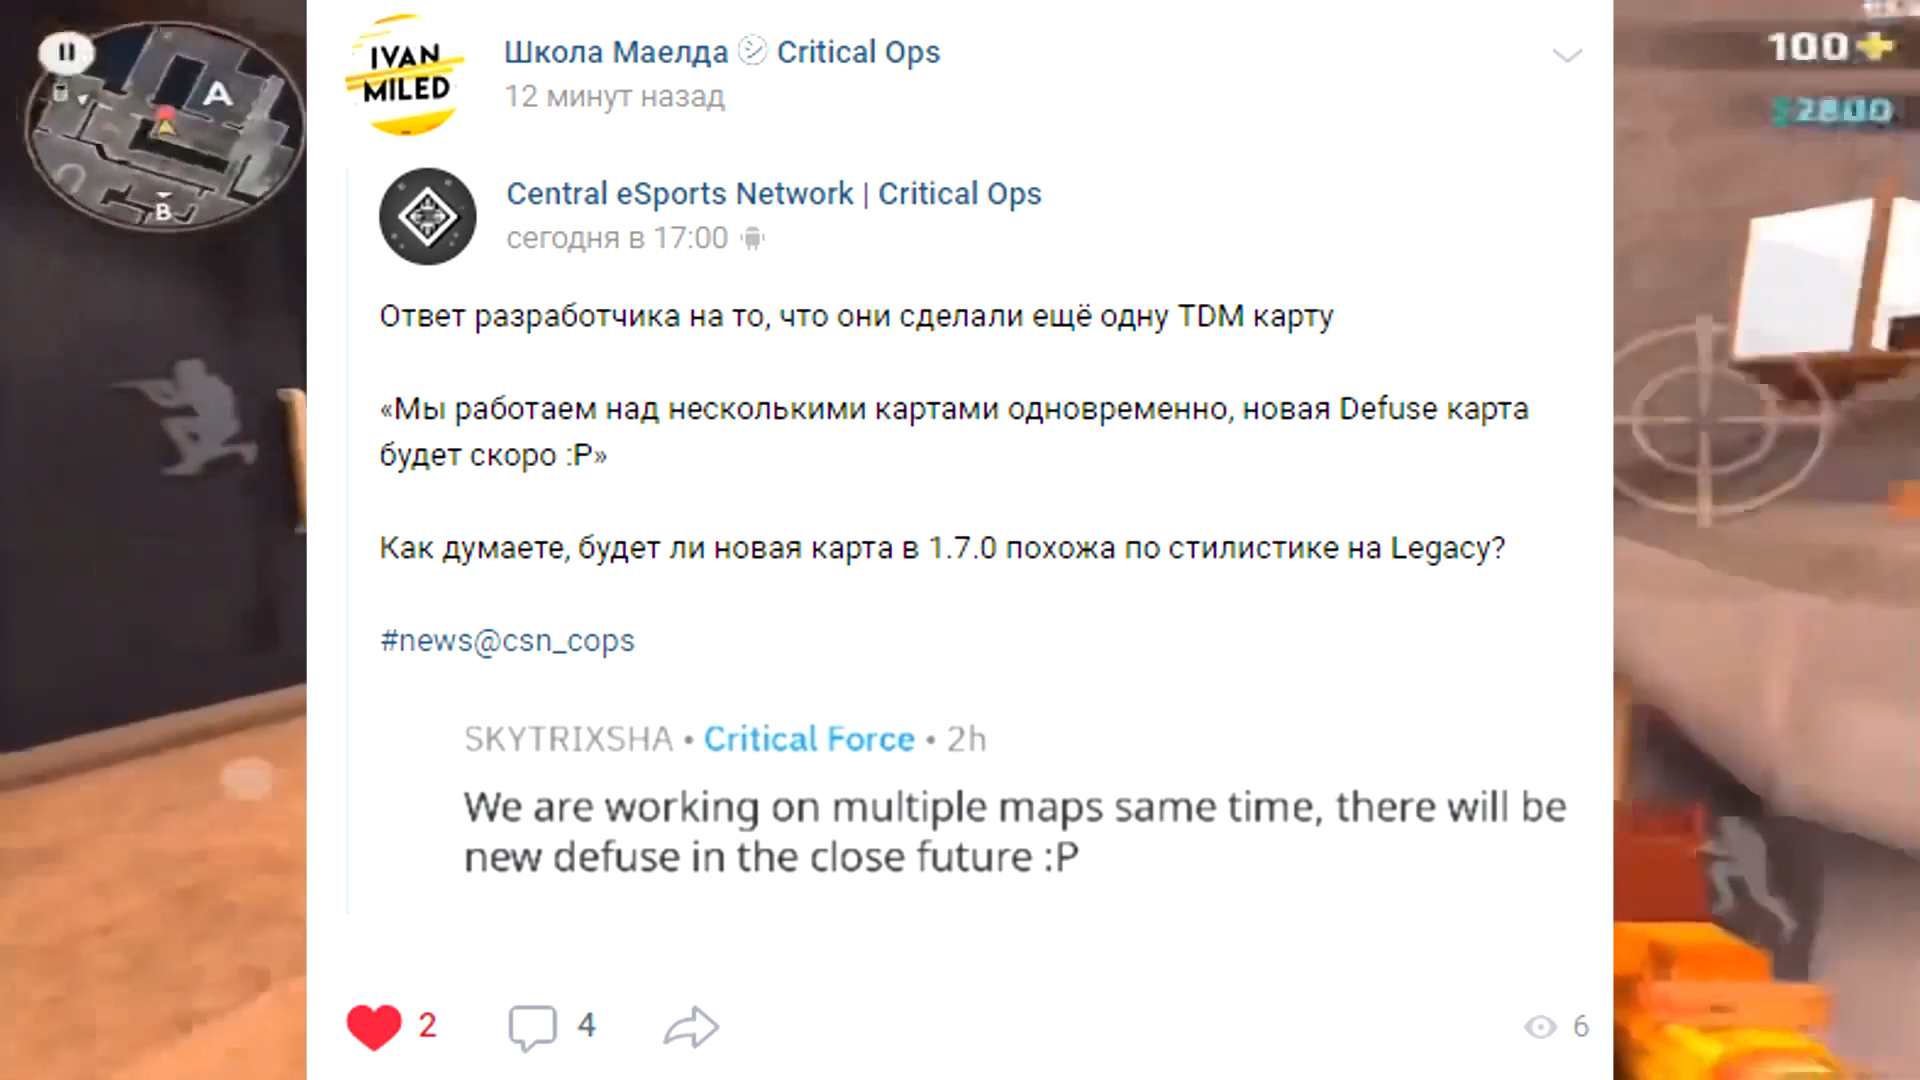 IVAN
MILED
Школа Маелда Critical Ops
12 минут назад
Central eSports Network | Critical Ops
сегодня в 17:00
Ответ разработчика на то, что они сделали ещё одну TDM карту
«Мы работаем над несколькими картами одновременно, новая Defuse карта
будет скоро :P»
Как думаете, будет ли новая карта в 1.7.0 похожа по стилистике на Legacy?
#news@csn_cops
SKYTRIXSHA • Critical Force • 2h
We are working on multiple maps same time, there will be
new defuse in the close future :P
2
4
6
A
B
100
$2800